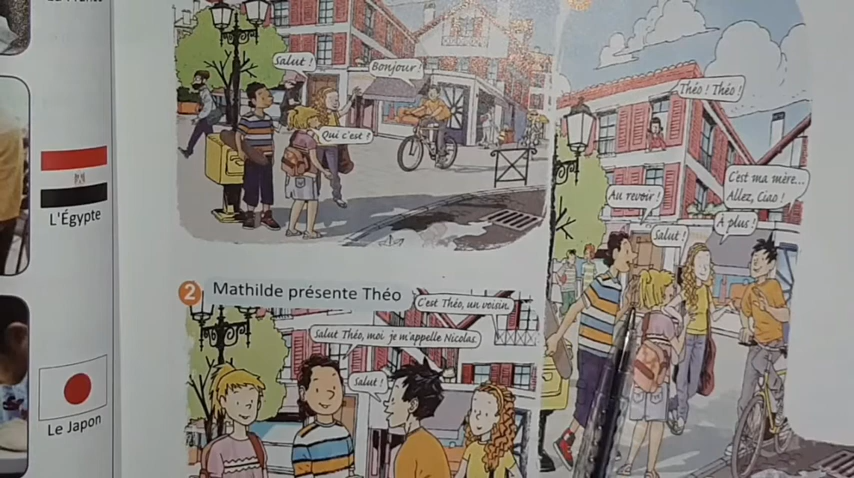 Salut !
Bonjour !
Qui c'est ?
L'Égypte
Le Japon
2 Mathilde présente Théo
C'est Théo, un voisin.
Salut Théo, moi je m'appelle Nicolas.
Salut !
Théo ! Théo !
C'est ma mère...
Allez, Ciao !
Au revoir !
A plus !
Salut !